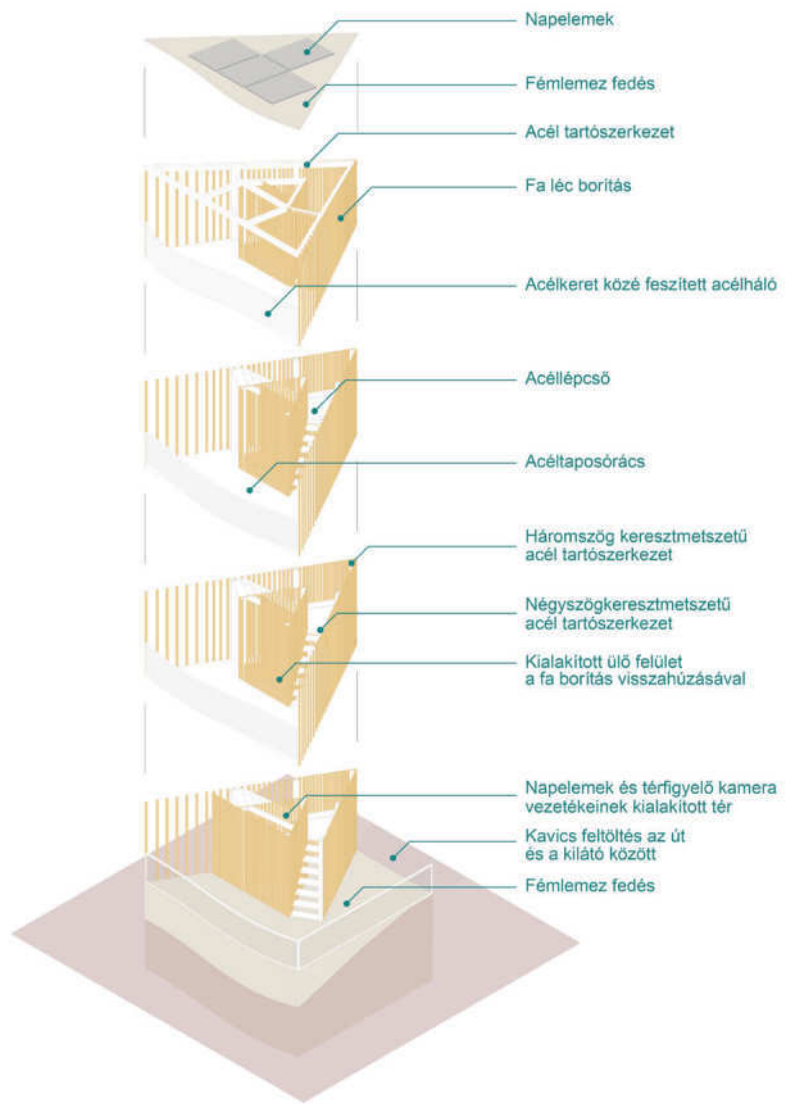 Napelemek
Fémlemez fedés
Acél tartószerkezet
Fa léc borítás
Acélkeret közé feszített acélháló
Acéllépcső
Acéltaposórács
Háromszög keresztmetszetű
acél tartószerkezet
Négyszögkeresztmetszetű
acél tartószerkezet
Kialakított ülő felület
a fa borítás visszahúzásával
Napelemek és térfigyelő kamera
vezetékeinek kialakított tér
Kavics feltöltés az út
és a kilátó között
Fémlemez fedés